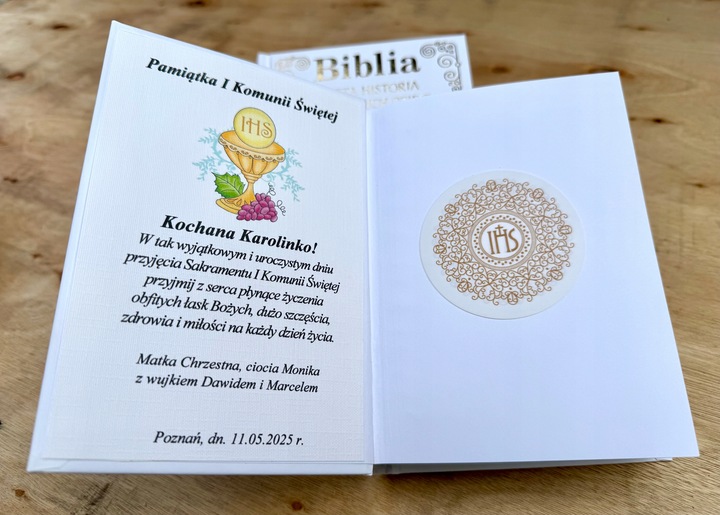 Biblia
HISTORIA
Pamiątka I Komunii Świętej
IHS
Kochana Karolinko!
W tak wyjątkowym i uroczystym dniu
przyjęcia Sakramentu I Komunii Świętej
przyjmij z serca płynące życzenia
obfitych łask Bożych, dużo szczęścia,
zdrowia i miłości na każdy dzień życia.
Matka Chrzestna, ciocia Monika
z wujkiem Dawidem i Marcelem
Poznań, dn. 11.05.2025 r.
IHS